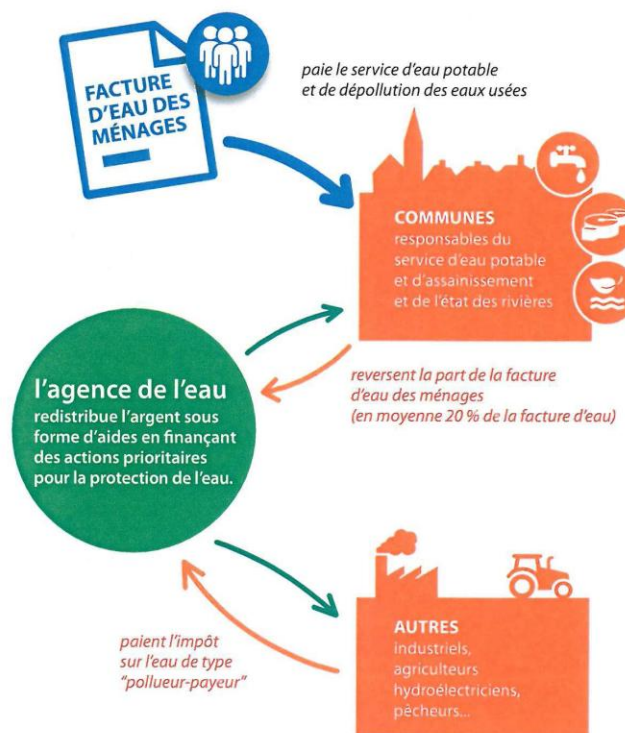 FACTURE
D'EAU DES
MÉNAGES
paie le service d'eau potable
et de dépollution des eaux usées
COMMUNES
responsables du
service d'eau potable
et d'assainissement
et de l'état des rivières
l'agence de l'eau
redistribue l'argent sous
forme d'aides en finançant
des actions prioritaires
pour la protection de l'eau.
reversent la part de la facture
d'eau des ménages
(en moyenne 20 % de la facture d'eau)
paient l'impôt
sur l'eau de type
"pollueur-payeur"
AUTRES
industriels,
agriculteurs
hydroélectriciens,
pêcheurs...